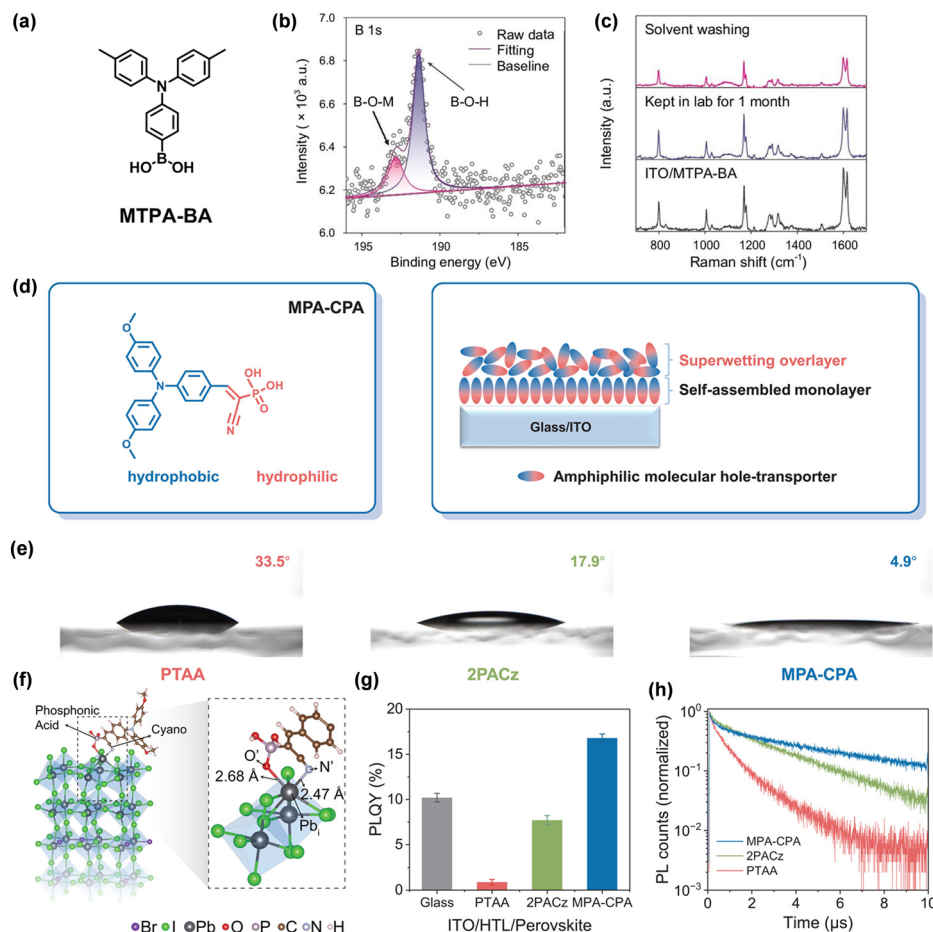 (a)
N
B
HO
OH
MTPA-BA
(b)
B 1s
Raw data
Fitting
Baseline
B-O-M
B-O-H
Intensity ( × 10³ a.u.)
7.0
6.8
6.6
6.4
6.2
6.0
195
190
185
Binding energy (eV)
(c)
Solvent washing
Kept in lab for 1 month
ITO/MTPA-BA
Intensity (a.u.)
800
1000
1200
1400
1600
Raman shift (cm⁻¹)
(d)
MPA-CPA
O
N
O
OH
P
OH
O
N
hydrophobic
hydrophilic
Superwetting overlayer
Self-assembled monolayer
Glass/ITO
Amphiphilic molecular hole-transporter
(e)
33.5°
17.9°
4.9°
PTAA
2PACz
MPA-CPA
(f)
Phosphonic
Acid
Cyano
O'
N'
2.68 Å
2.47 Å
Pbᵢ
Br I Pb O P C N H
(g)
PLQY (%)
20
15
10
5
0
Glass
PTAA
2PACz
MPA-CPA
ITO/HTL/Perovskite
(h)
PL counts (normalized)
10⁰
10⁻¹
10⁻²
10⁻³
MPA-CPA
2PACz
PTAA
0
2
4
6
8
10
Time (µs)